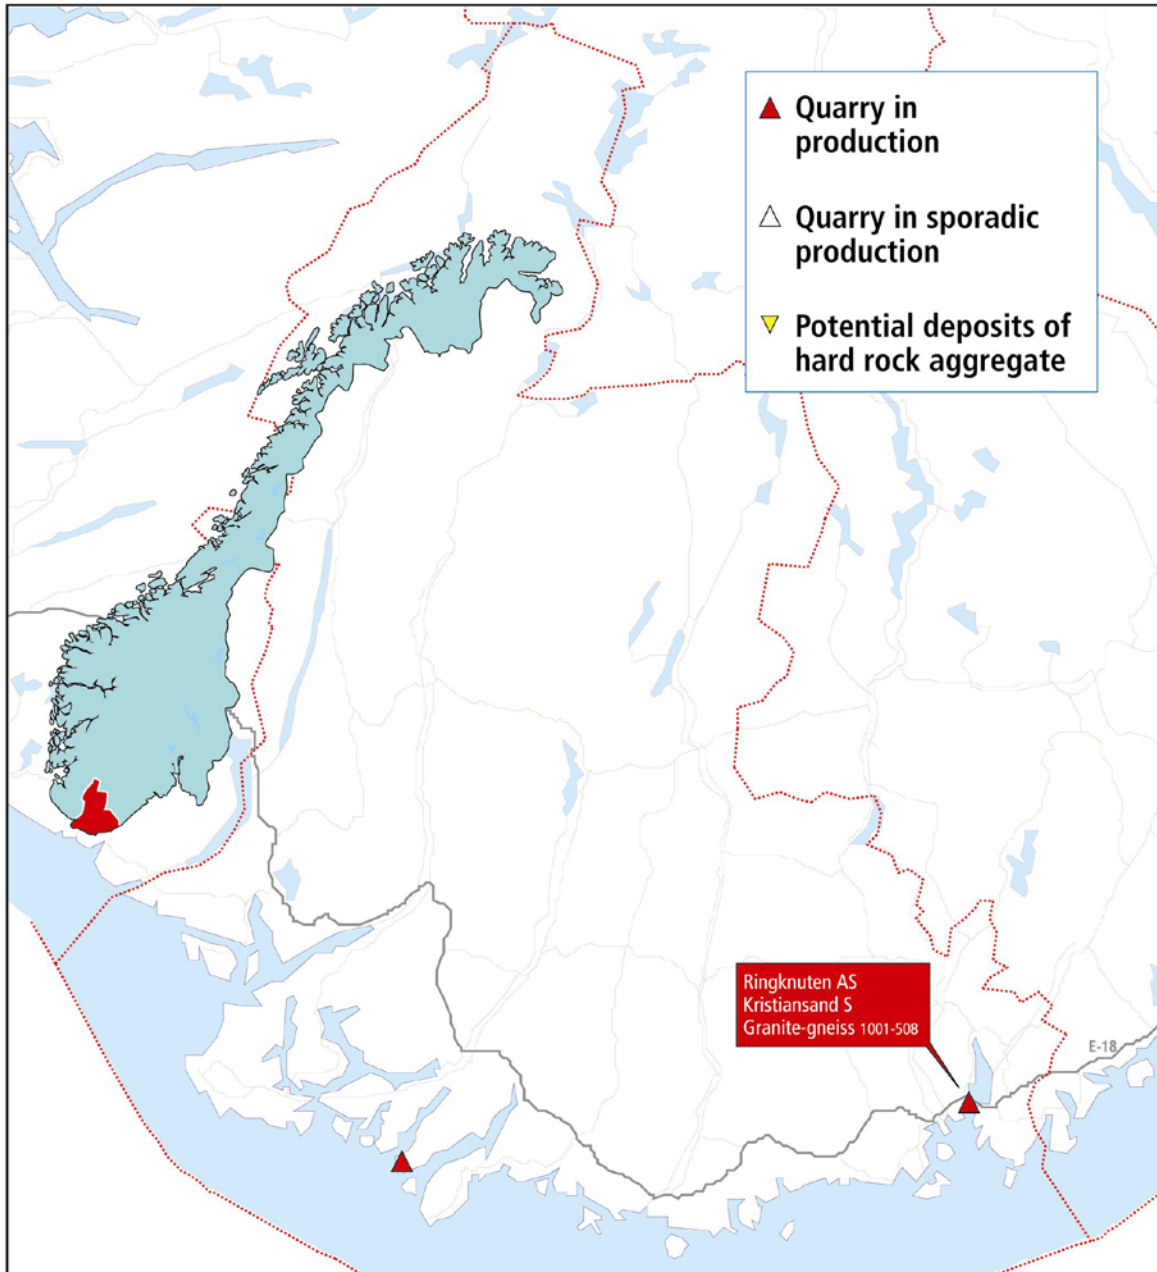 Quarry in
production
Quarry in sporadic
production
Potential deposits of
hard rock aggregate
Ringknuten AS
Kristiansand S
Granite-gneiss 1001-508
E-18